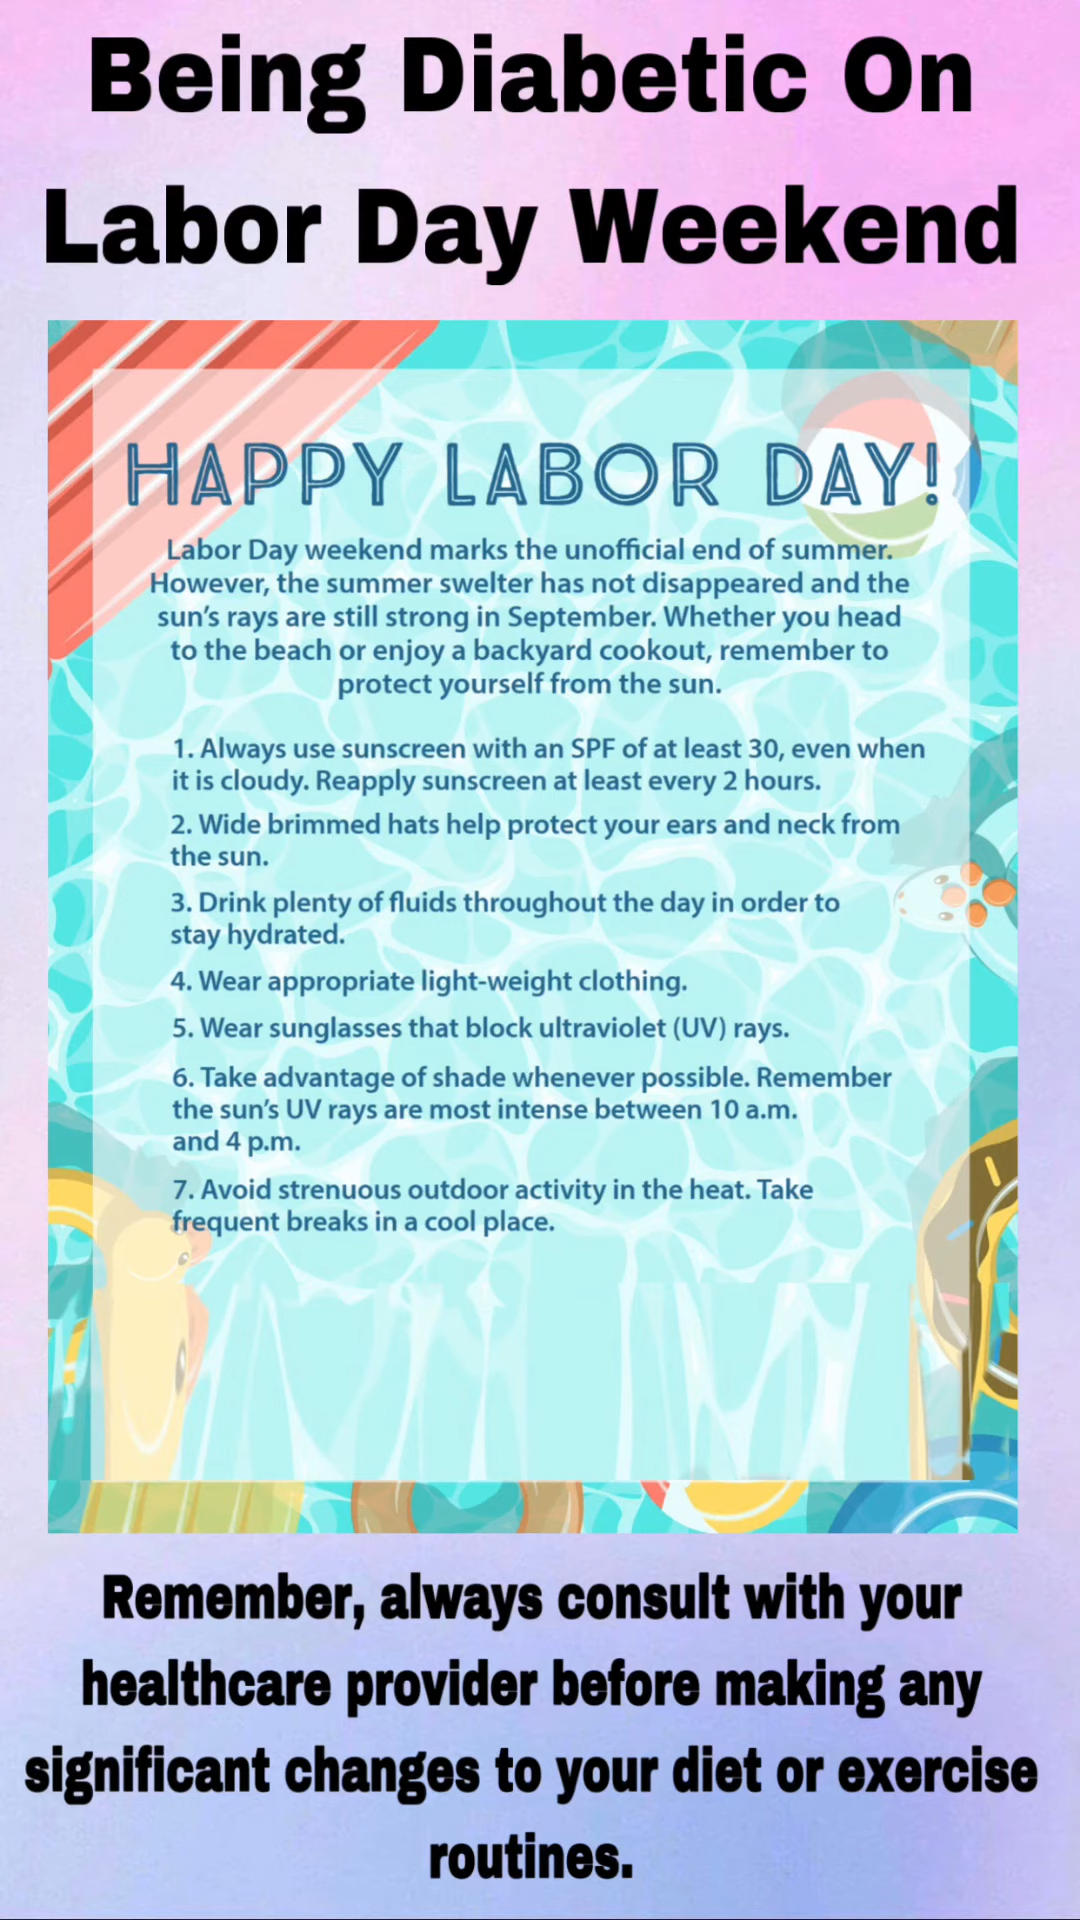 Being Diabetic On
Labor Day Weekend
HAPPY LABOR DAY!
Labor Day weekend marks the unofficial end of summer.
However, the summer swelter has not disappeared and the
sun’s rays are still strong in September. Whether you head
to the beach or enjoy a backyard cookout, remember to
protect yourself from the sun.
1. Always use sunscreen with an SPF of at least 30, even when
it is cloudy. Reapply sunscreen at least every 2 hours.
2. Wide brimmed hats help protect your ears and neck from
the sun.
3. Drink plenty of fluids throughout the day in order to
stay hydrated.
4. Wear appropriate light-weight clothing.
5. Wear sunglasses that block ultraviolet (UV) rays.
6. Take advantage of shade whenever possible. Remember
the sun’s UV rays are most intense between 10 a.m.
and 4 p.m.
7. Avoid strenuous outdoor activity in the heat. Take
frequent breaks in a cool place.
Remember, always consult with your
healthcare provider before making any
significant changes to your diet or exercise
routines.